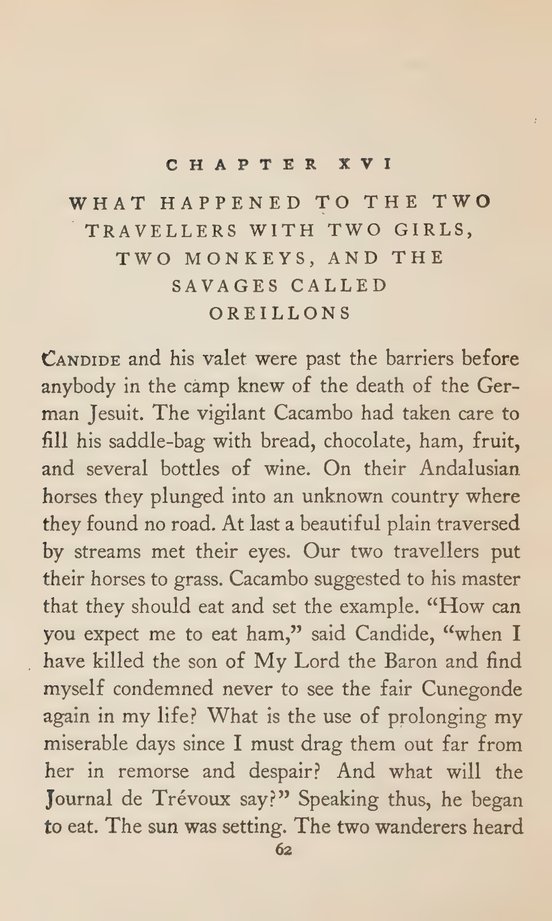 CHAPTER XVI
WHAT HAPPENED TO THE TWO
TRAVELLERS WITH TWO GIRLS,
TWO MONKEYS, AND THE
SAVAGES CALLED
OREILLONS
CANDIDE and his valet were past the barriers before
anybody in the camp knew of the death of the Ger-
man Jesuit. The vigilant Cacambo had taken care to
fill his saddle-bag with bread, chocolate, ham, fruit,
and several bottles of wine. On their Andalusian
horses they plunged into an unknown country where
they found no road. At last a beautiful plain traversed
by streams met their eyes. Our two travellers put
their horses to grass. Cacambo suggested to his master
that they should eat and set the example. “How can
you expect me to eat ham,” said Candide, “when I
have killed the son of My Lord the Baron and find
myself condemned never to see the fair Cunegonde
again in my life? What is the use of prolonging my
miserable days since I must drag them out far from
her in remorse and despair? And what will the
Journal de Trévoux say?” Speaking thus, he began
to eat. The sun was setting. The two wanderers heard
62